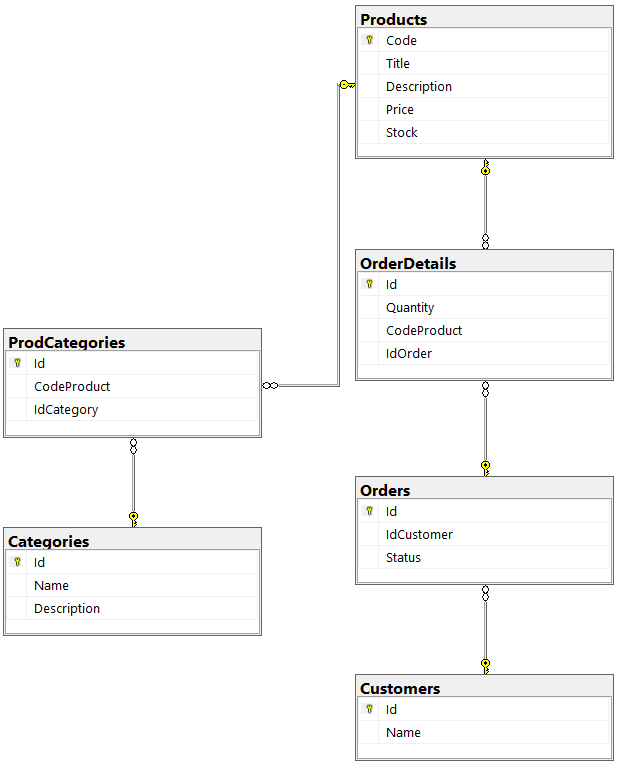 Products
Code
Title
Description
Price
Stock
OrderDetails
Id
Quantity
CodeProduct
IdOrder
ProdCategories
Id
CodeProduct
IdCategory
Orders
Id
IdCustomer
Status
Categories
Id
Name
Description
Customers
Id
Name